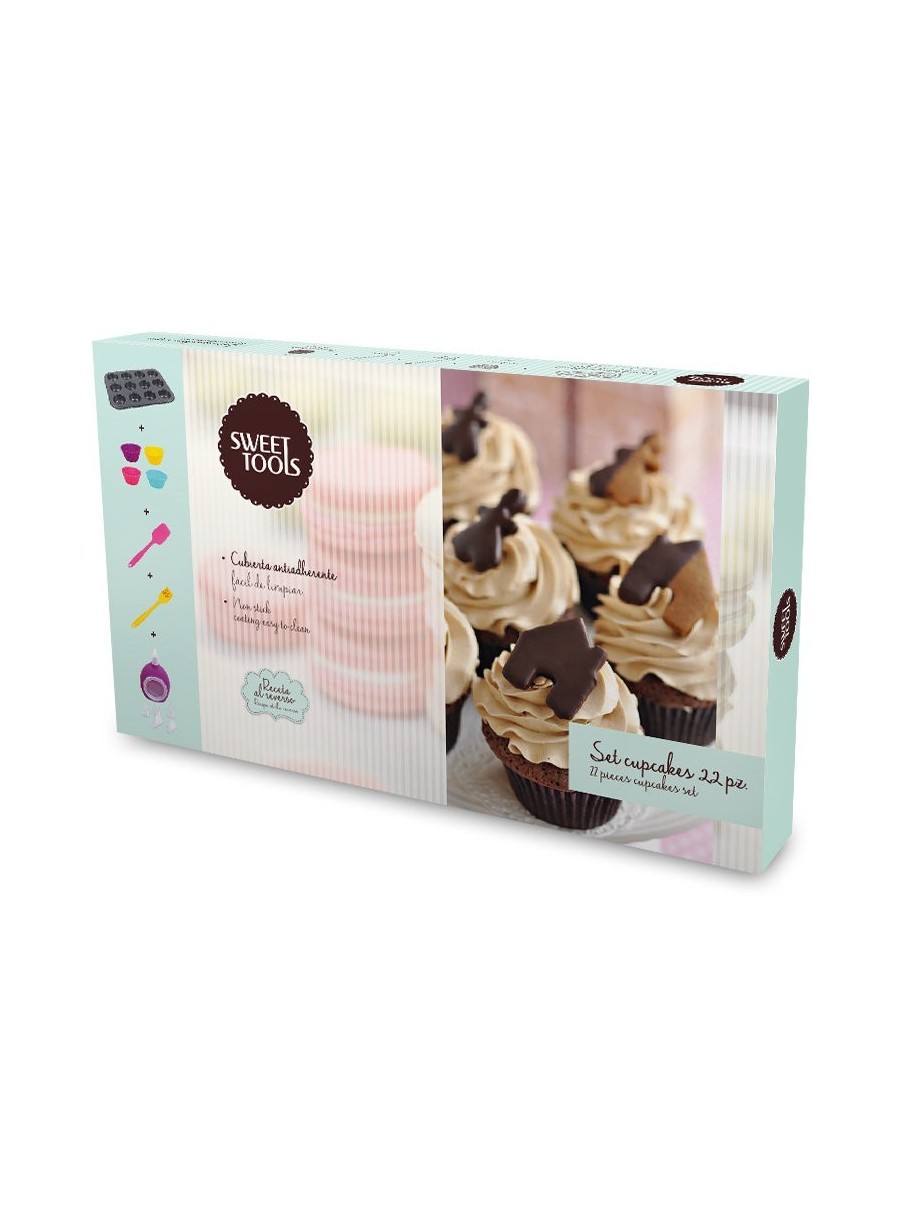 SWEET
TOOLS
• Cubierta antiadherente
fácil de limpiar
• Non stick
coating easy to clean
Receta
al reverso
Set cupcakes 22 pz.
22 pieces cupcakes set